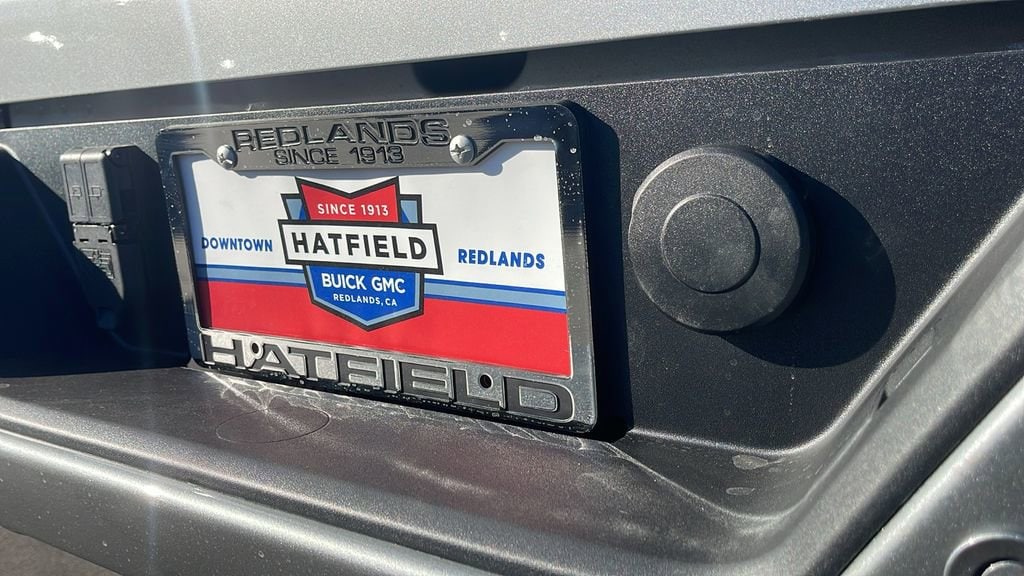 REDLANDS
SINCE 1913
SINCE 1913
HATFIELD
DOWNTOWN
REDLANDS
BUICK GMC
REDLANDS, CA
HATFIELD